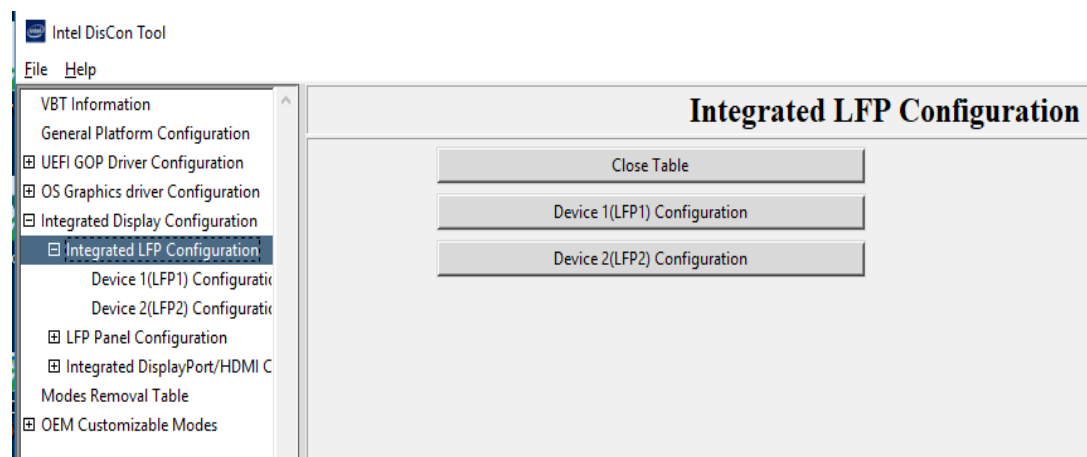 Intel DisCon Tool
File Help
VBT Information
General Platform Configuration
UEFI GOP Driver Configuration
OS Graphics driver Configuration
Integrated Display Configuration
Integrated LFP Configuration
Device 1(LFP1) Configuratic
Device 2(LFP2) Configuratic
LFP Panel Configuration
Integrated DisplayPort/HDMI C
Modes Removal Table
OEM Customizable Modes
Integrated LFP Configuration
Close Table
Device 1(LFP1) Configuration
Device 2(LFP2) Configuration